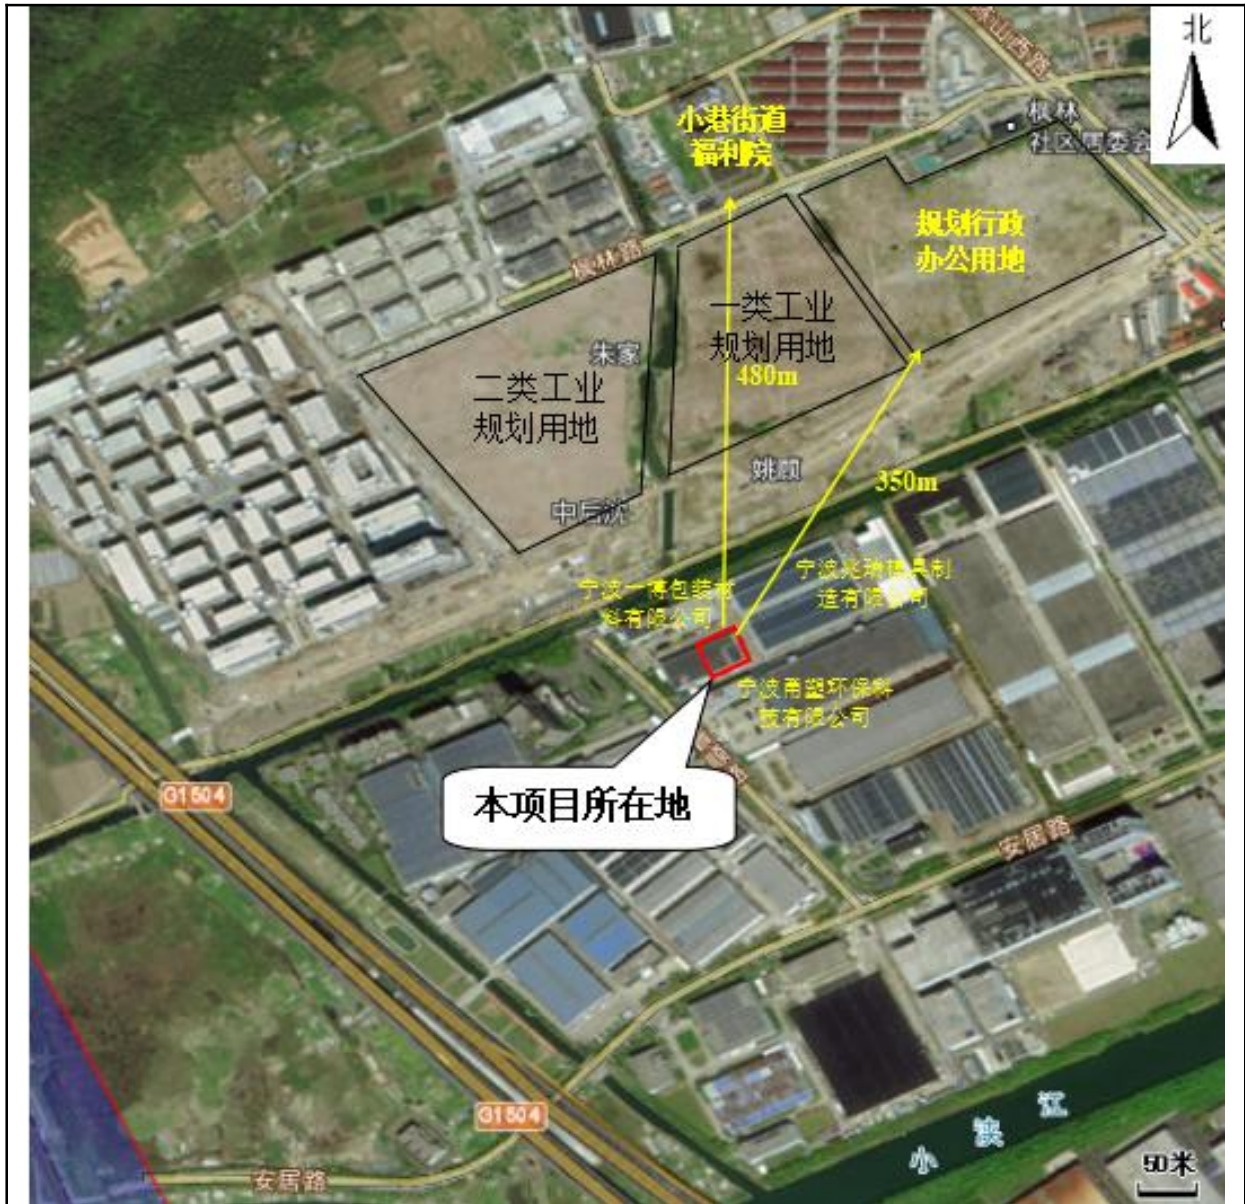 北
山西路
小港街道
福利院
枫林
社区居委会
规划行政
办公用地
枫林路
一类工业
规划用地
朱家
480m
二类工业
规划用地
姚顾
350m
中后沈
宁波一博包装材
料有限公司
宁波兆瑞模具制
造有限公司
宁波甬塑环保科
技有限公司
本项目所在地
G1504
安居路
G1504
小浃江
50米
安居路